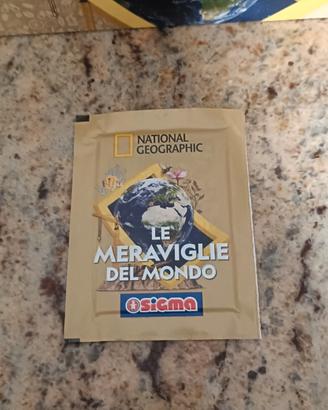 NATIONAL
GEOGRAPHIC
LE
MERAVIGLIE
DEL MONDO
sigma